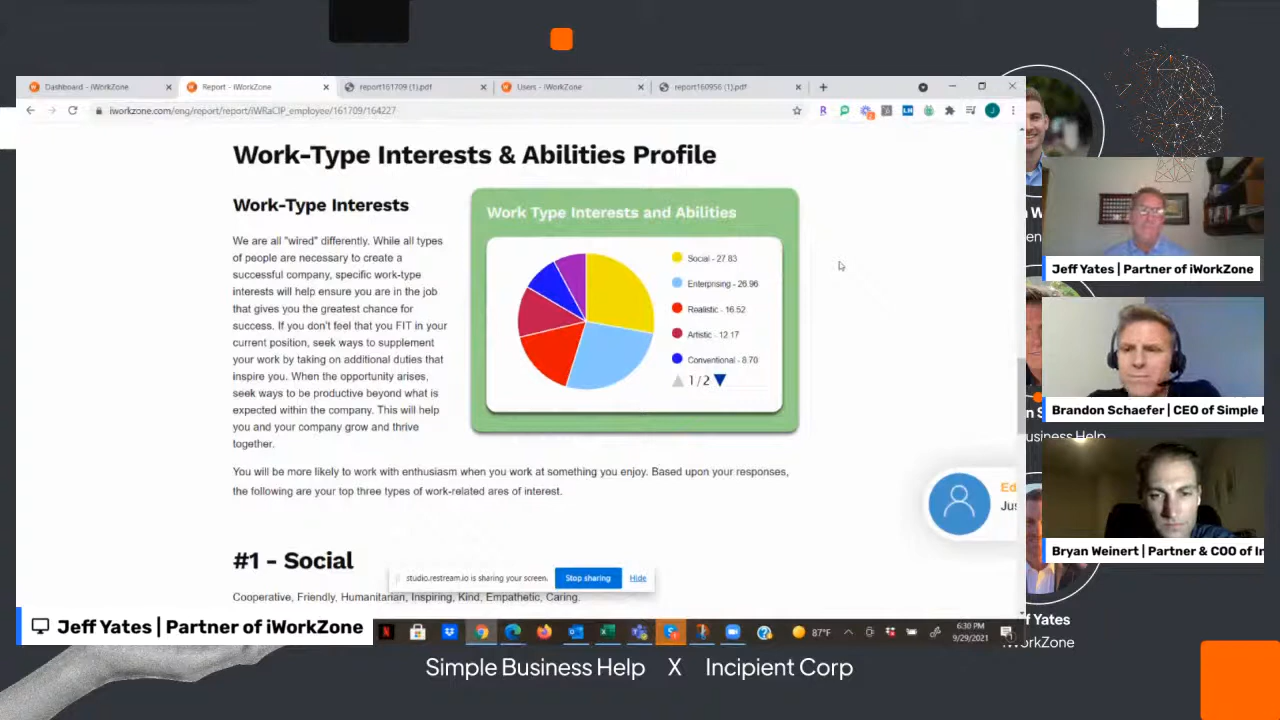 Dashboard - iWorkZone
Report - iWorkZone
report161709 (1).pdf
Users - iWorkZone
report160956 (1).pdf
iworkzone.com/eng/report/report/iWRaCIP_employee/161709/164227
Work-Type Interests & Abilities Profile
Work-Type Interests
We are all "wired" differently. While all types
of people are necessary to create a
successful company, specific work-type
interests will help ensure you are in the job
that gives you the greatest chance for
success. If you don't feel that you FIT in your
current position, seek ways to supplement
your work by taking on additional duties that
inspire you. When the opportunity arises,
seek ways to be productive beyond what is
expected within the company. This will help
you and your company grow and thrive
together.
Work Type Interests and Abilities
Social - 27.83
Enterprising - 26.96
Realistic - 16.52
Artistic - 12.17
Conventional - 8.70
1/2
You will be more likely to work with enthusiasm when you work at something you enjoy. Based upon your responses,
the following are your top three types of work-related ares of interest.
#1 - Social
Cooperative, Friendly, Humanitarian, Inspiring, Kind, Empathetic, Caring.
Ed
Jus
studio.restream.io is sharing your screen.
Stop sharing
Hide
87°F
6:30 PM
9/29/2021
Jeff Yates | Partner of iWorkZone
Jeff Yates | Partner of iWorkZone
Brandon Schaefer | CEO of Simple
usiness Help
Bryan Weinert | Partner & COO of In
ff Yates
iWorkZone
Simple Business Help X Incipient Corp